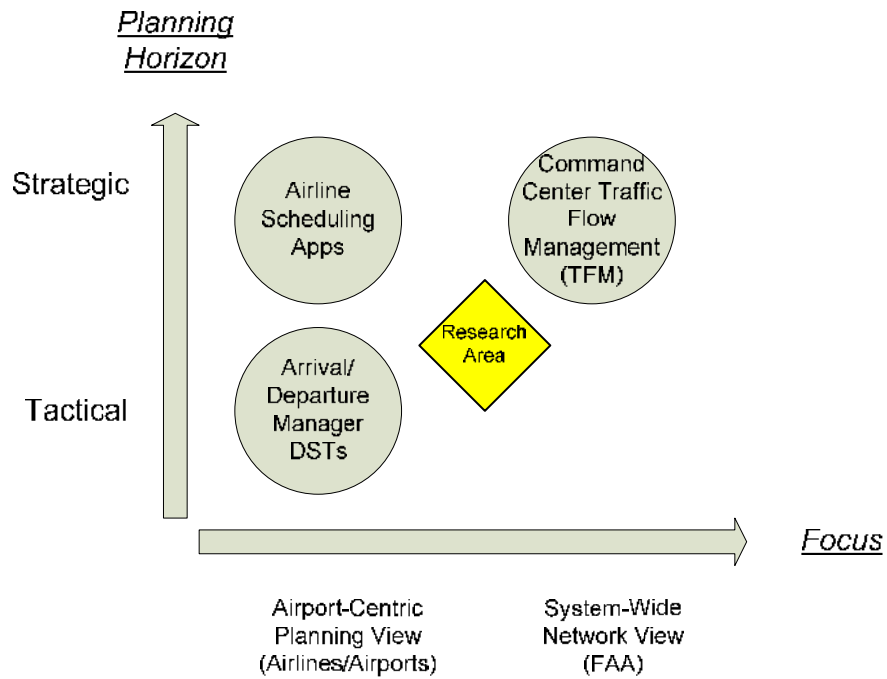 Planning
Horizon
Strategic
Airline
Scheduling
Apps
Command
Center Traffic
Flow
Management
(TFM)
Research
Area
Tactical
Arrival/
Departure
Manager
DSTs
Focus
Airport-Centric
Planning View
(Airlines/Airports)
System-Wide
Network View
(FAA)